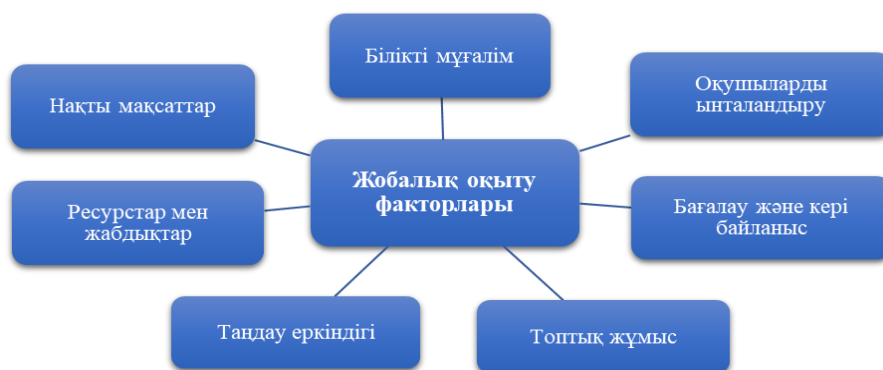 Білікті мұғалім
Нақты мақсаттар
Оқушыларды
ынталандыру
Жобалық оқыту
факторлары
Ресурстар мен
жабдықтар
Бағалау және кері
байланыс
Таңдау еркіндігі
Топтық жұмыс